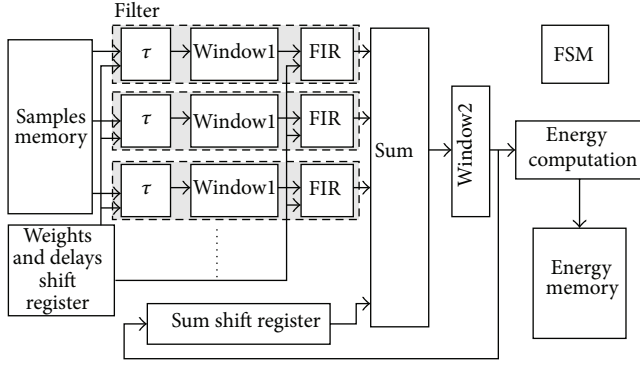 Filter
τ
Window1
FIR
FSM
Samples
memory
τ
Window1
FIR
Sum
Window2
Energy
computation
τ
Window1
FIR
Weights
and delays
shift
register
Energy
memory
Sum shift register